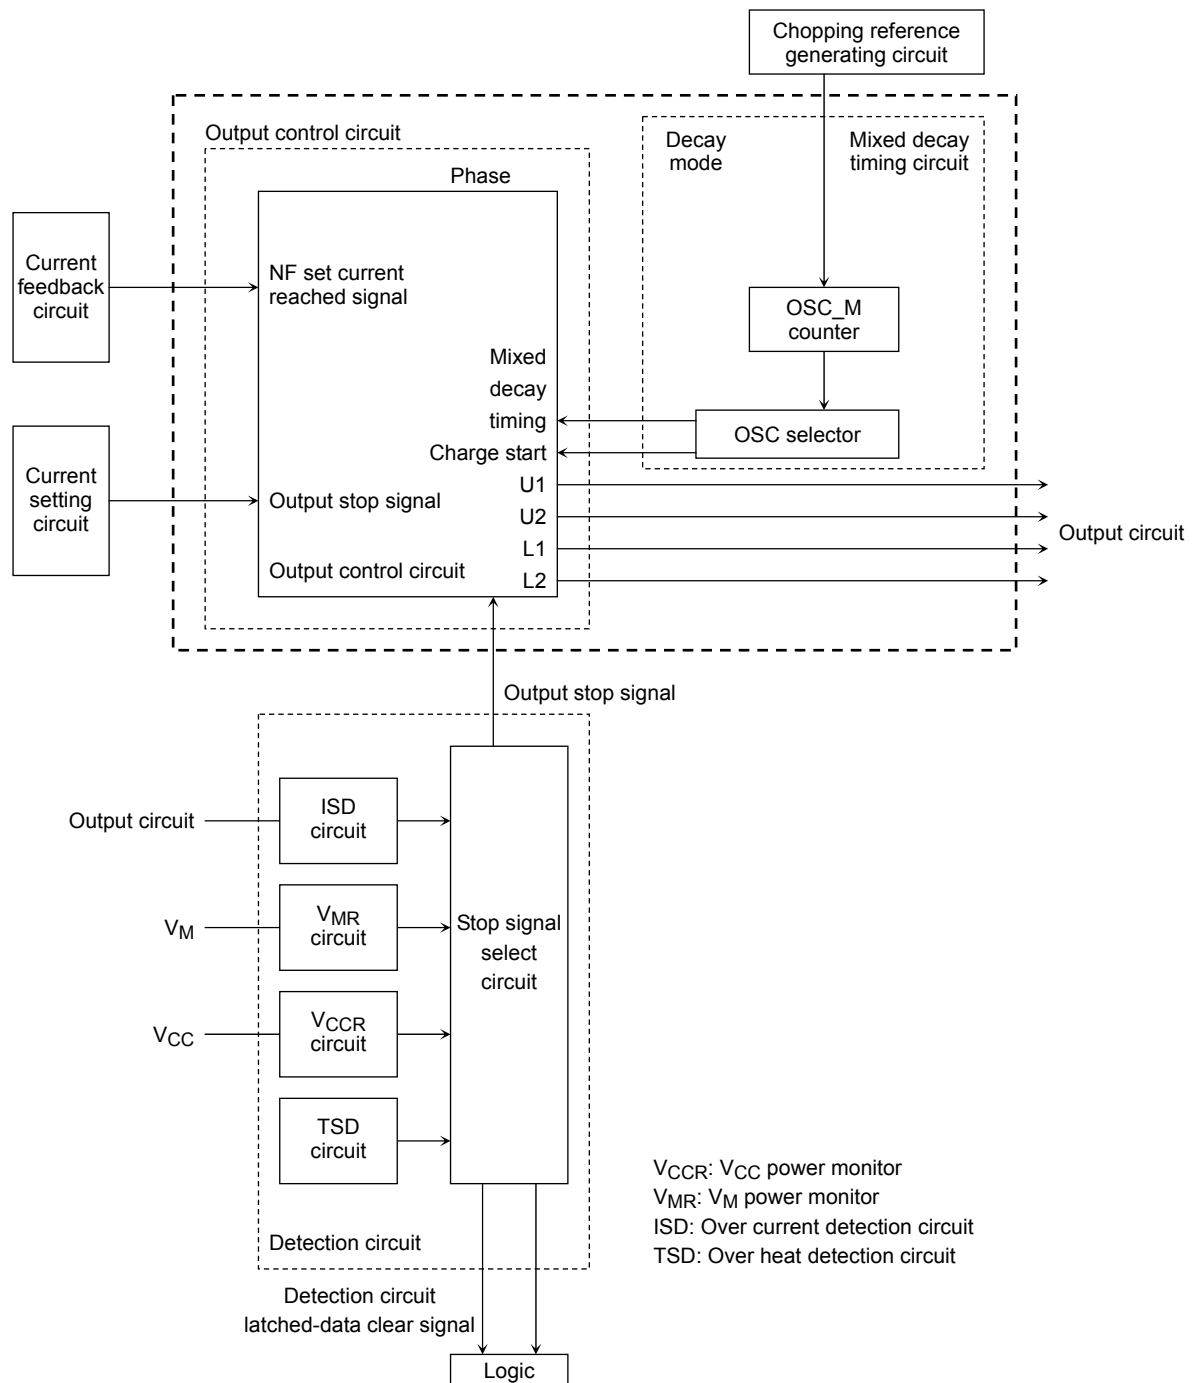 Chopping reference
generating circuit
Output control circuit
Decay
mode
Mixed decay
timing circuit
Phase
Current
feedback
circuit
NF set current
reached signal
OSC_M
counter
Mixed
decay
timing
OSC selector
Charge start
Current
setting
circuit
Output stop signal
U1
U2
L1
L2
Output circuit
Output control circuit
Output stop signal
Output circuit
ISD
circuit
VM
VMR
circuit
Stop signal
select
circuit
VCC
VCCR
circuit
TSD
circuit
Detection circuit
VCCR: VCC power monitor
VMR: VM power monitor
ISD: Over current detection circuit
TSD: Over heat detection circuit
Detection circuit
latched-data clear signal
Logic